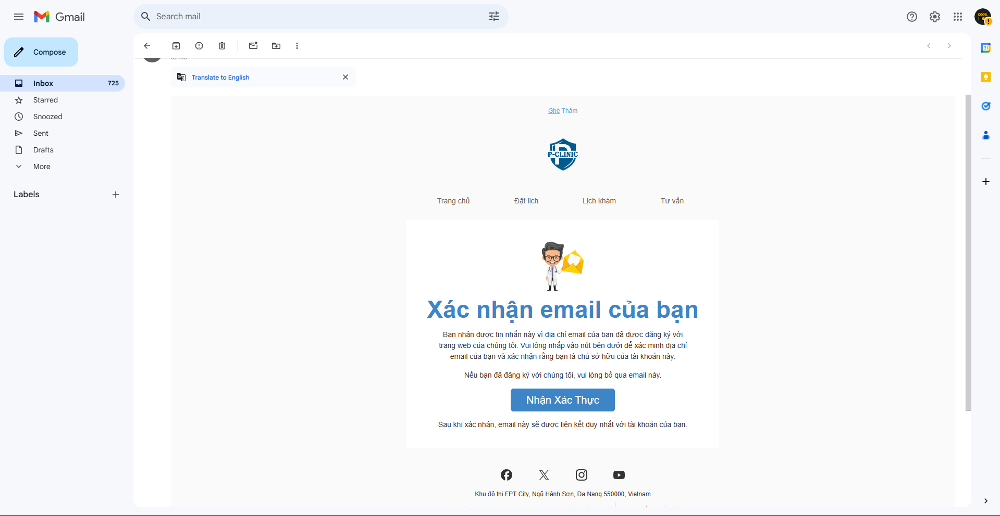 Gmail
Search mail
code.
Compose
Inbox 725
Starred
Snoozed
Sent
Drafts
More
Labels
to me
Translate to English
31
Ghé Thăm
P-CLINIC
Trang chủ Đặt lịch Lịch khám Tư vấn
Xác nhận email của bạn
Bạn nhận được tin nhắn này vì địa chỉ email của bạn đã được đăng ký với
trang web của chúng tôi. Vui lòng nhấp vào nút bên dưới để xác minh địa chỉ
email của bạn và xác nhận rằng bạn là chủ sở hữu của tài khoản này.
Nếu bạn đã đăng ký với chúng tôi, vui lòng bỏ qua email này.
Nhận Xác Thực
Sau khi xác nhận, email này sẽ được liên kết duy nhất với tài khoản của bạn.
Khu đô thị FPT City, Ngũ Hành Sơn, Da Nang 550000, Vietnam